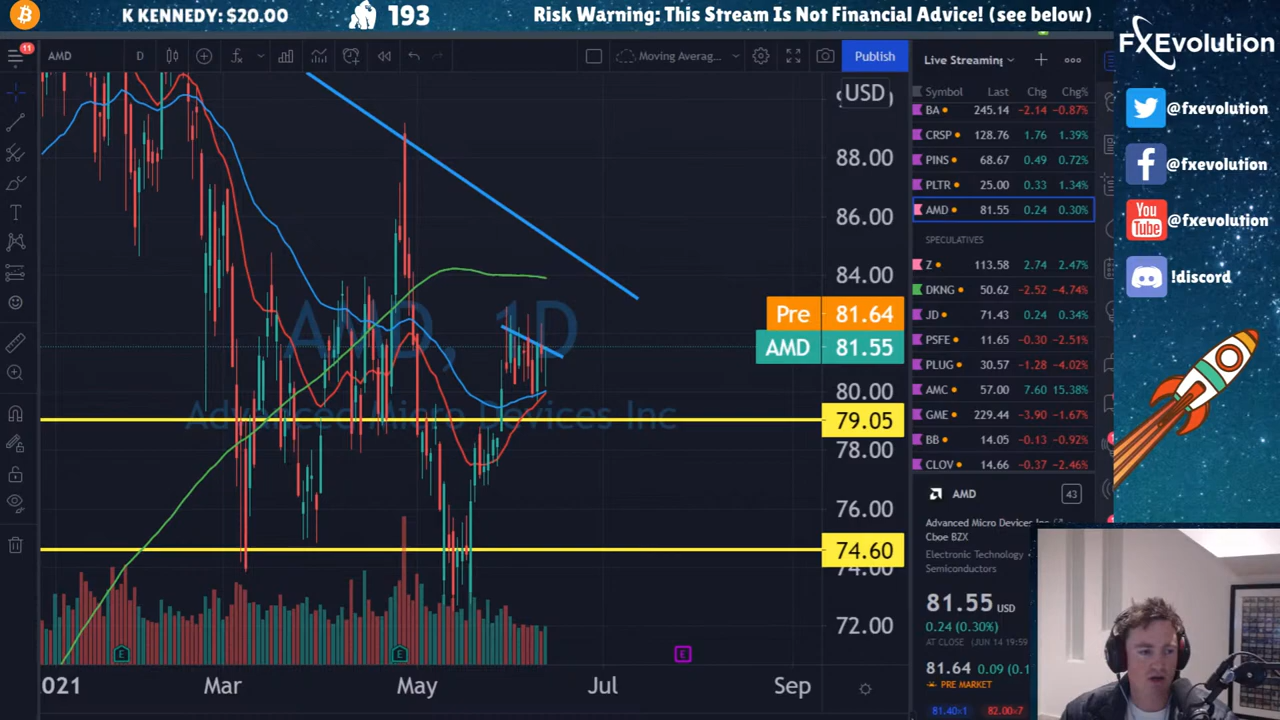 K KENNEDY: $20.00
193
Risk Warning: This Stream Is Not Financial Advice! (see below)
FXEvolution
11
AMD
D
Moving Averag...
Publish
Live Streaming
USD
Symbol Last Chg Chg%
BA 245.14 -2.14 -0.87%
CRSP 128.76 1.76 1.39%
PINS 68.67 0.49 0.72%
PLTR 25.00 0.33 1.34%
AMD 81.55 0.24 0.30%
SPECULATIVES
Z 113.58 2.74 2.47%
DKNG 50.62 -2.52 -4.74%
JD 71.43 0.24 0.34%
PSFE 11.65 -0.30 -2.51%
PLUG 30.57 -1.28 -4.02%
AMC 57.00 7.60 15.38%
GME 229.44 -3.90 -1.67%
BB 14.05 -0.13 -0.92%
CLOV 14.66 -0.37 -2.46%
@fxevolution
@fxevolution
You Tube @fxevolution
!discord
88.00
86.00
84.00
Pre 81.64
AMD 81.55
80.00
79.05
78.00
76.00
74.60
74.00
72.00
AMD, 1D
Advanced Micro Devices Inc
E
E
E
021 Mar May Jul Sep
AMD 43
Advanced Micro Devices Inc
Cboe BZX
Electronic Technology
Semiconductors
81.55 USD
0.24 (0.30%)
AT CLOSE (JUN 14 19:59
81.64 0.09 (0.1
PRE MARKET
81.40×1 82.00×7